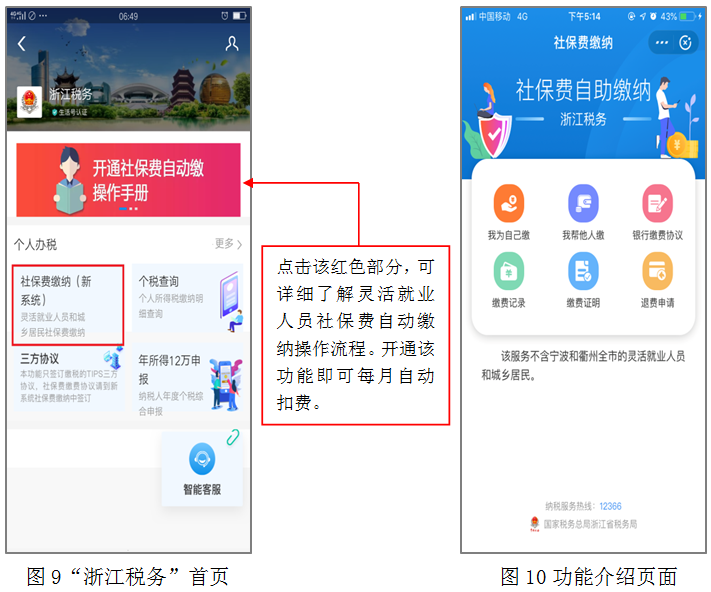 06:49
浙江税务
生活号认证
开通社保费自动缴
操作手册
个人办税
更多
社保费缴纳（新
系统）
灵活就业人员和城
乡居民社保费缴纳
个税查询
个人所得税缴纳明
细查询
三方协议
本功能只签订缴税的TIPS三方
协议，社保费缴费协议请到新
系统社保费缴纳中签订
年所得12万申
报
纳税人年度个税综
合申报
智能客服
图 9“浙江税务”首页
点击该红色部分，可
详细了解灵活就业
人员社保费自动缴
纳操作流程。开通该
功能即可每月自动
扣费。
中国移动 4G
下午5:14
43%
社保费缴纳
社保费自助缴纳
浙江税务
我为自己缴
我帮他人缴
银行缴费协议
缴费记录
缴费证明
退费申请
该服务不含宁波和衢州全市的灵活就业人员
和城乡居民。
纳税服务热线：12366
国家税务总局浙江省税务局
图 10 功能介绍页面